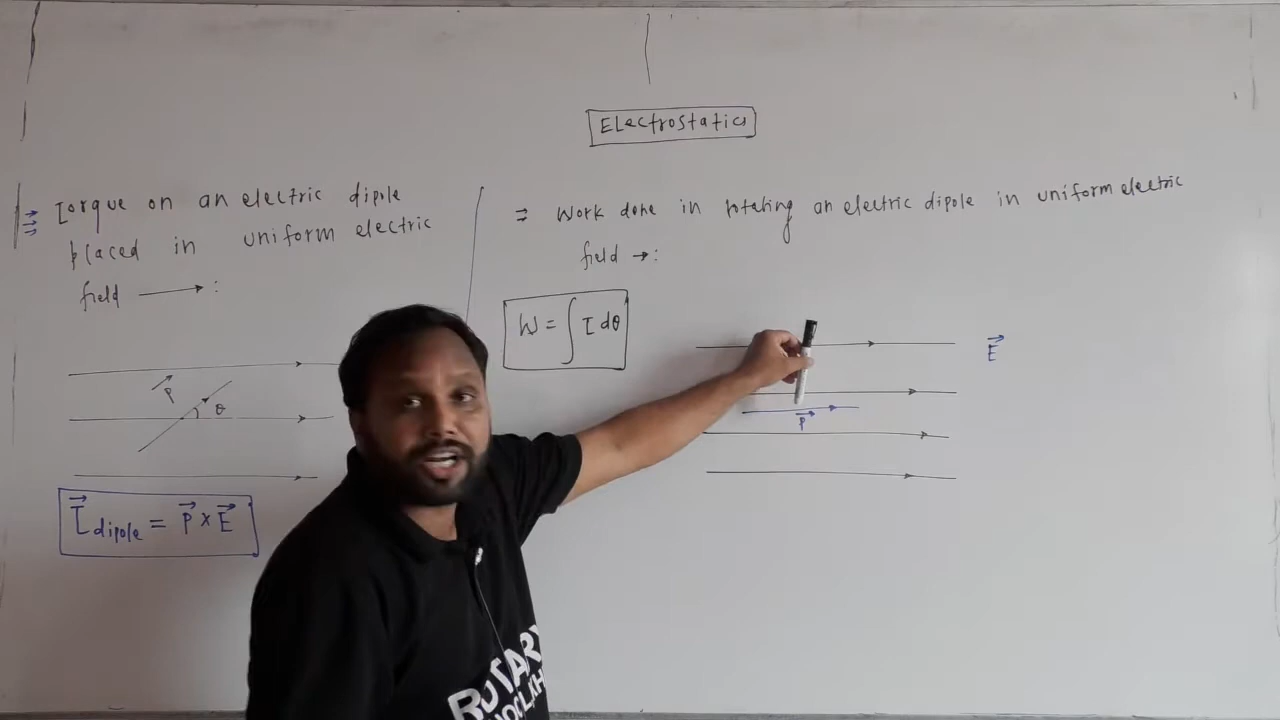 Electrostatics
⇒ Torque on an electric dipole
placed in uniform electric
field ⟶ :
P⃗
θ
τ⃗ dipole = P⃗ × E⃗
⇒ Work done in rotating an electric dipole in uniform electric
field → :
W = ∫ τ dθ
E⃗
P⃗
ROTARY